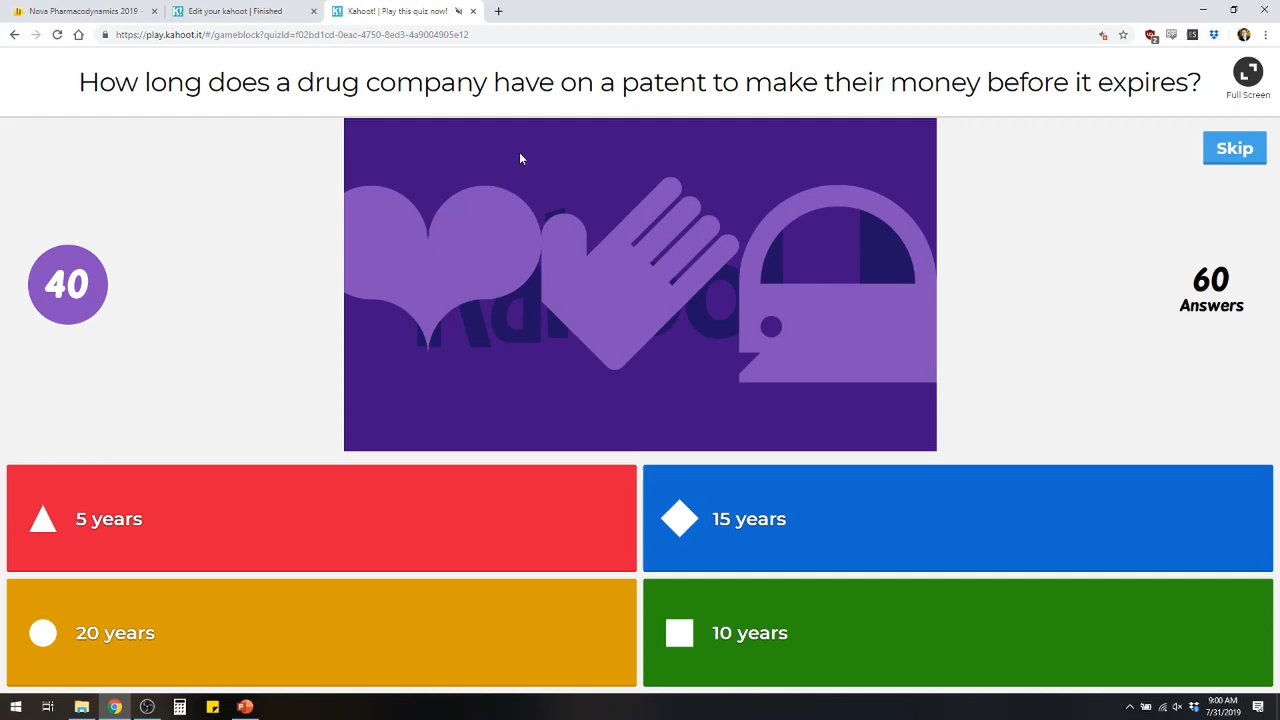 Nova Pharmacodynamics 2019 -
Edit your kahoot | Finished
Kahoot! | Play this quiz now!
https://play.kahoot.it/#/gameblock?quizId=f02bd1cd-0eac-4750-8ed3-4a9004905e12
How long does a drug company have on a patent to make their money before it expires?
Full Screen
Skip
40
60
Answers
5 years
15 years
20 years
10 years
9:00 AM
7/31/2019